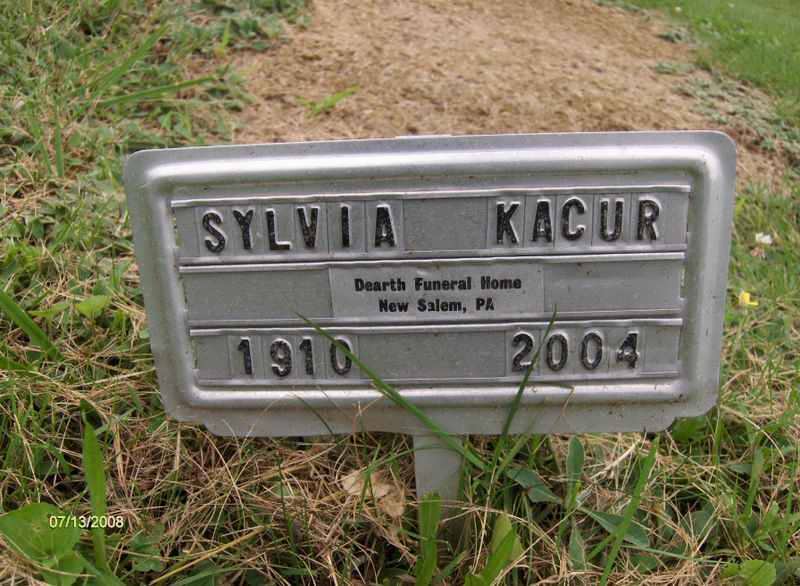 SYLVIA KACUR
Dearth Funeral Home
New Salem, PA
1910 2004
07/13/2008